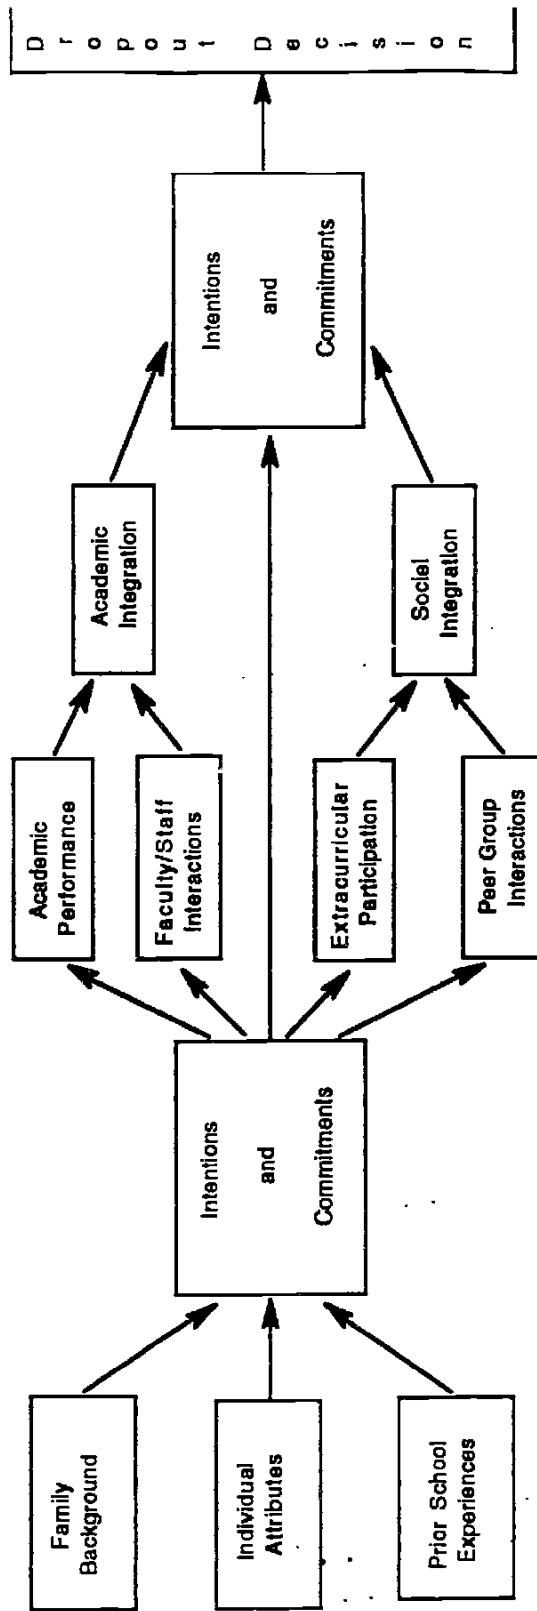 Family
Background
Individual
Attributes
Prior School
Experiences
Intentions
and
Commitments
Academic
Performance
Faculty/Staff
Interactions
Extracurricular
Participation
Peer Group
Interactions
Academic
Integration
Sociel
Integration
Intentions
and
Commitments
Dropout Decision